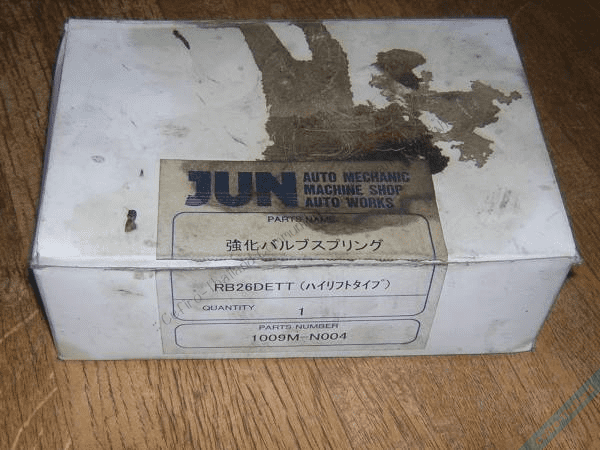 JUN AUTO MECHANIC
MACHINE SHOP
AUTO WORKS
PARTS NAME
強化バルブスプリング
RB26DETT (ハイリフトタイプ)
QUANTITY 1
PARTS NUMBER
1009M-N004